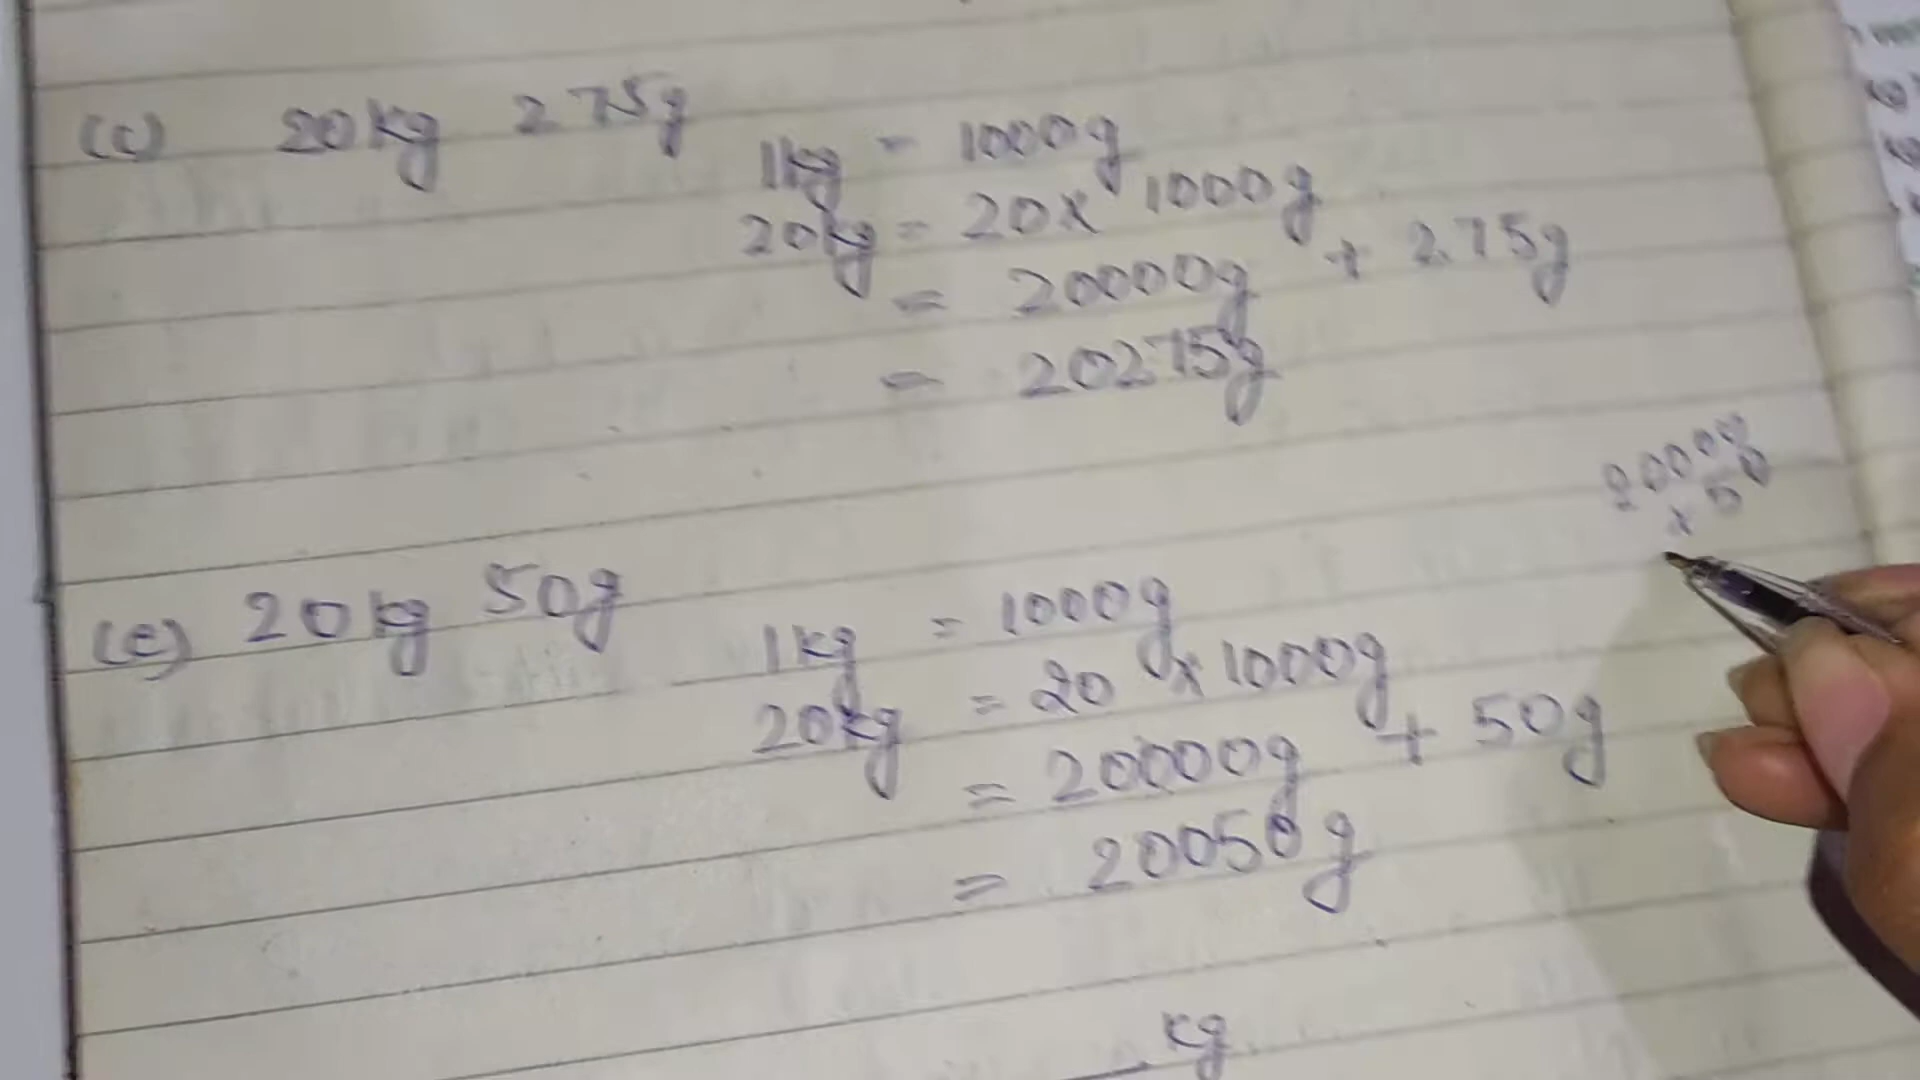 (c) 20kg 275g
1kg = 1000g
20kg = 20 x 1000g
= 20000g + 275g
= 20275g
20000
x 50
(e) 20kg 50g
1kg = 1000g
20kg = 20 x 1000g
= 20000g + 50g
= 20050g
kg